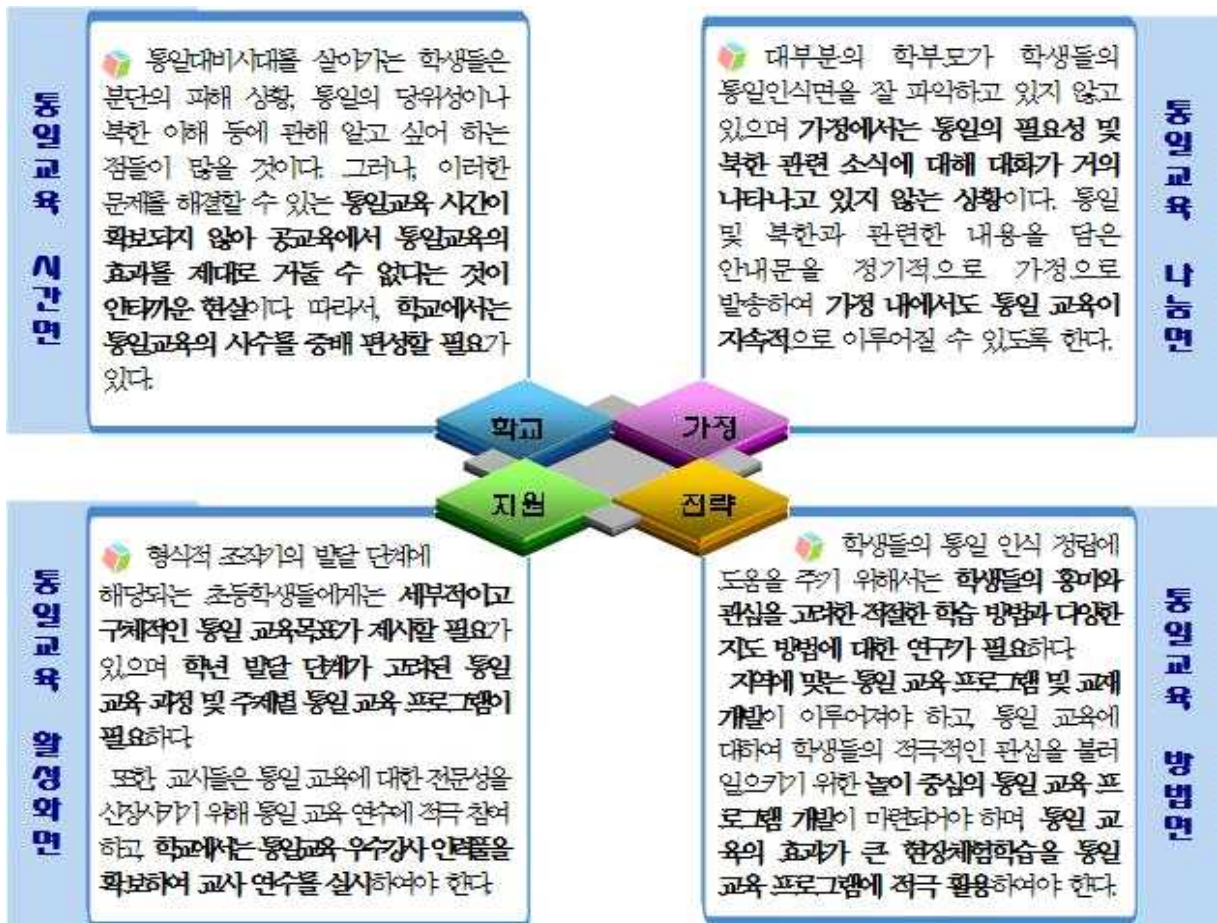 통일교육 시간면
통일대비시대를 살아가는 학생들은
분단의 피해 상황, 통일의 당위성이나
북한 이해 등에 관해 알고 싶어 하는
점들이 많을 것이다. 그러나, 이러한
문제를 해결할 수 있는 통일교육 시간이
확보되지 않아 공교육에서 통일교육의
효과를 제대로 거둘 수 없다는 것이
안타까운 현실이다. 따라서, 학교에서는
통일교육의 시수를 증배 편성할 필요가
있다.
대부분의 학부모가 학생들의
통일인식면을 잘 파악하고 있지 않고
있으며 가정에서는 통일의 필요성 및
북한 관련 소식에 대해 대화가 거의
나타나고 있지 않는 상황이다. 통일
및 북한과 관련한 내용을 담은
안내문을 정기적으로 가정으로
발송하여 가정 내에서도 통일 교육이
지속적으로 이루어질 수 있도록 한다.
통일교육 나눔면
학교
가정
지원
전략
통일교육 활성화면
형식적 조작기의 발달 단계에
해당되는 초등학생들에게는 세부적이고
구체적인 통일 교육목표가 제시할 필요가
있으며 학년 발달 단계가 고려된 통일
교육 과정 및 주제별 통일 교육 프로그램이
필요하다.
또한, 교사들은 통일 교육에 대한 전문성을
신장시키기 위해 통일 교육 연수에 적극 참여
하고, 학교에서는 통일교육 우수강사 인력풀을
확보하여 교사 연수를 실시하여야 한다.
학생들의 통일 인식 정립에
도움을 주기 위해서는 학생들의 흥미와
관심을 고려한 적절한 학습 방법과 다양한
지도 방법에 대한 연구가 필요하다.
지역에 맞는 통일 교육 프로그램 및 교재
개발이 이루어져야 하고, 통일 교육에
대하여 학생들의 적극적인 관심을 불러
일으키기 위한 놀이 중심의 통일 교육 프
로그램 개발이 마련되어야 하며, 통일 교
육의 효과가 큰 현장체험학습을 통일
교육 프로그램에 적극 활용하여야 한다.
통일교육 방법면